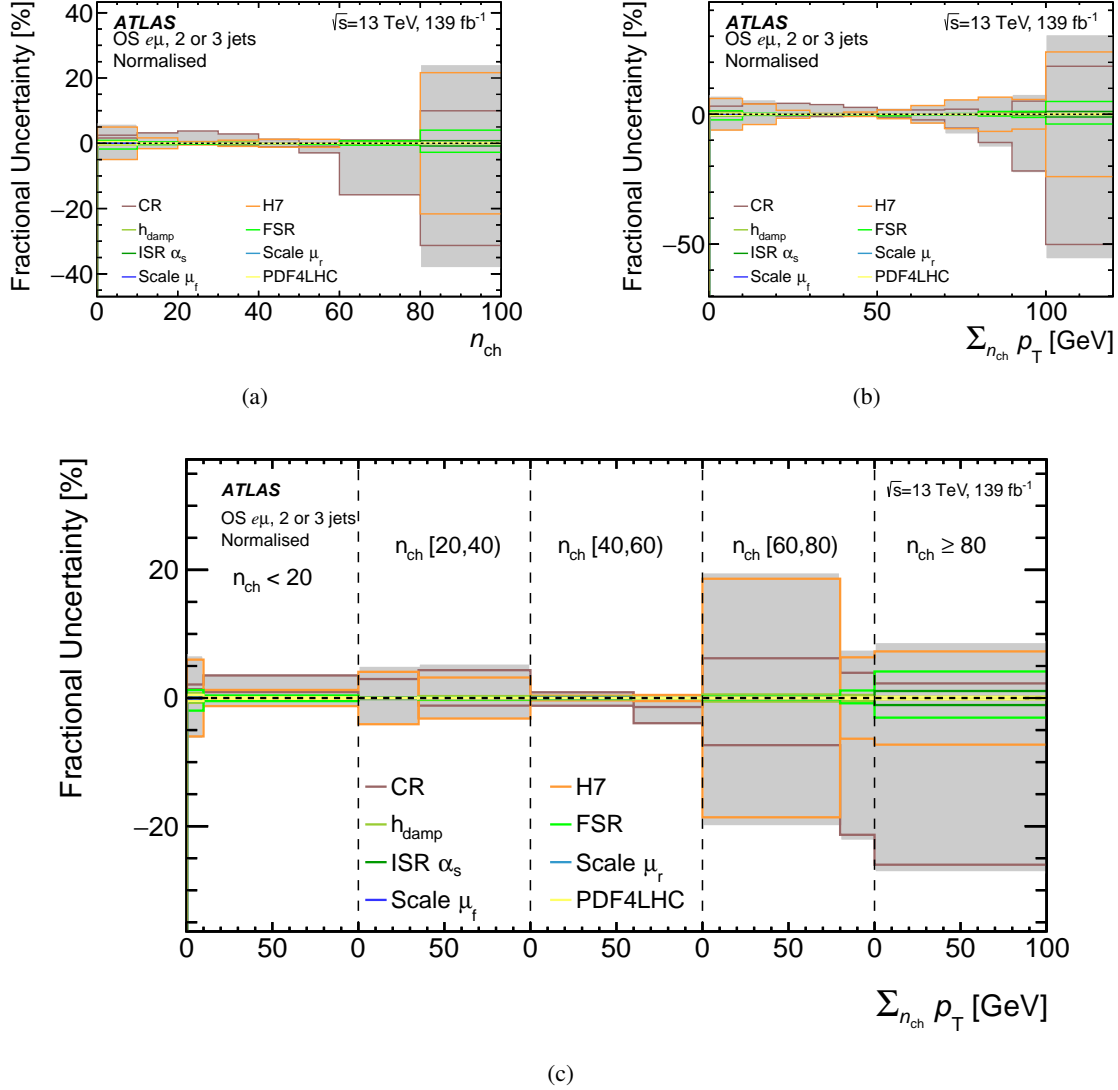 Fractional Uncertainty [%]
40
20
0
−20
−40
ATLAS
√s=13 TeV, 139 fb⁻¹
OS eμ, 2 or 3 jets
Normalised
CR
H7
h_damp
FSR
ISR α_s
Scale μ_r
Scale μ_f
PDF4LHC
0 20 40 60 80 100
n_ch
(a)
Fractional Uncertainty [%]
0
−50
ATLAS
√s=13 TeV, 139 fb⁻¹
OS eμ, 2 or 3 jets
Normalised
CR
H7
h_damp
FSR
ISR α_s
Scale μ_r
Scale μ_f
PDF4LHC
0 50 100
Σ_{n_ch} p_T [GeV]
(b)
Fractional Uncertainty [%]
20
0
−20
ATLAS
√s=13 TeV, 139 fb⁻¹
OS eμ, 2 or 3 jets
Normalised
n_ch < 20
n_ch [20,40)
n_ch [40,60)
n_ch [60,80)
n_ch ≥ 80
CR
H7
h_damp
FSR
ISR α_s
Scale μ_r
Scale μ_f
PDF4LHC
0 50 0 50 0 50 0 50 0 50 100
Σ_{n_ch} p_T [GeV]
(c)